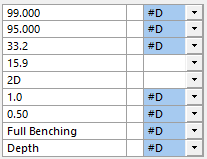 99.000 #D
95.000 #D
33.2 #D
15.9
2D
1.0 #D
0.50 #D
Full Benching #D
Depth #D